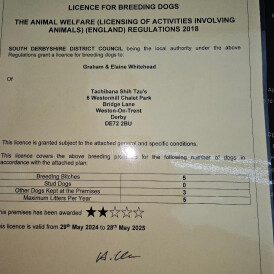 LICENCE FOR BREEDING DOGS
THE ANIMAL WELFARE (LICENSING OF ACTIVITIES INVOLVING
ANIMALS) (ENGLAND) REGULATIONS 2018
SOUTH DERBYSHIRE DISTRICT COUNCIL being the local authority under the above
Regulations grant a licence for breeding dogs to:
Graham & Elaine Whitehead
Of
Tachibana Shih Tzu's
6 Westonhill Chalet Park
Bridge Lane
Weston-On-Trent
Derby
DE72 2BU
This licence is granted subject to the attached general and specific conditions.
This licence covers the above breeding for the following number of dogs in
accordance with the attached plan:
Breeding Bitches 5
Stud Dogs 0
Other Dogs Kept at the Premises 3
Maximum Litters Per Year 5
This premises has been awarded
This licence is valid from 29th May 2024 to 28th May 2025